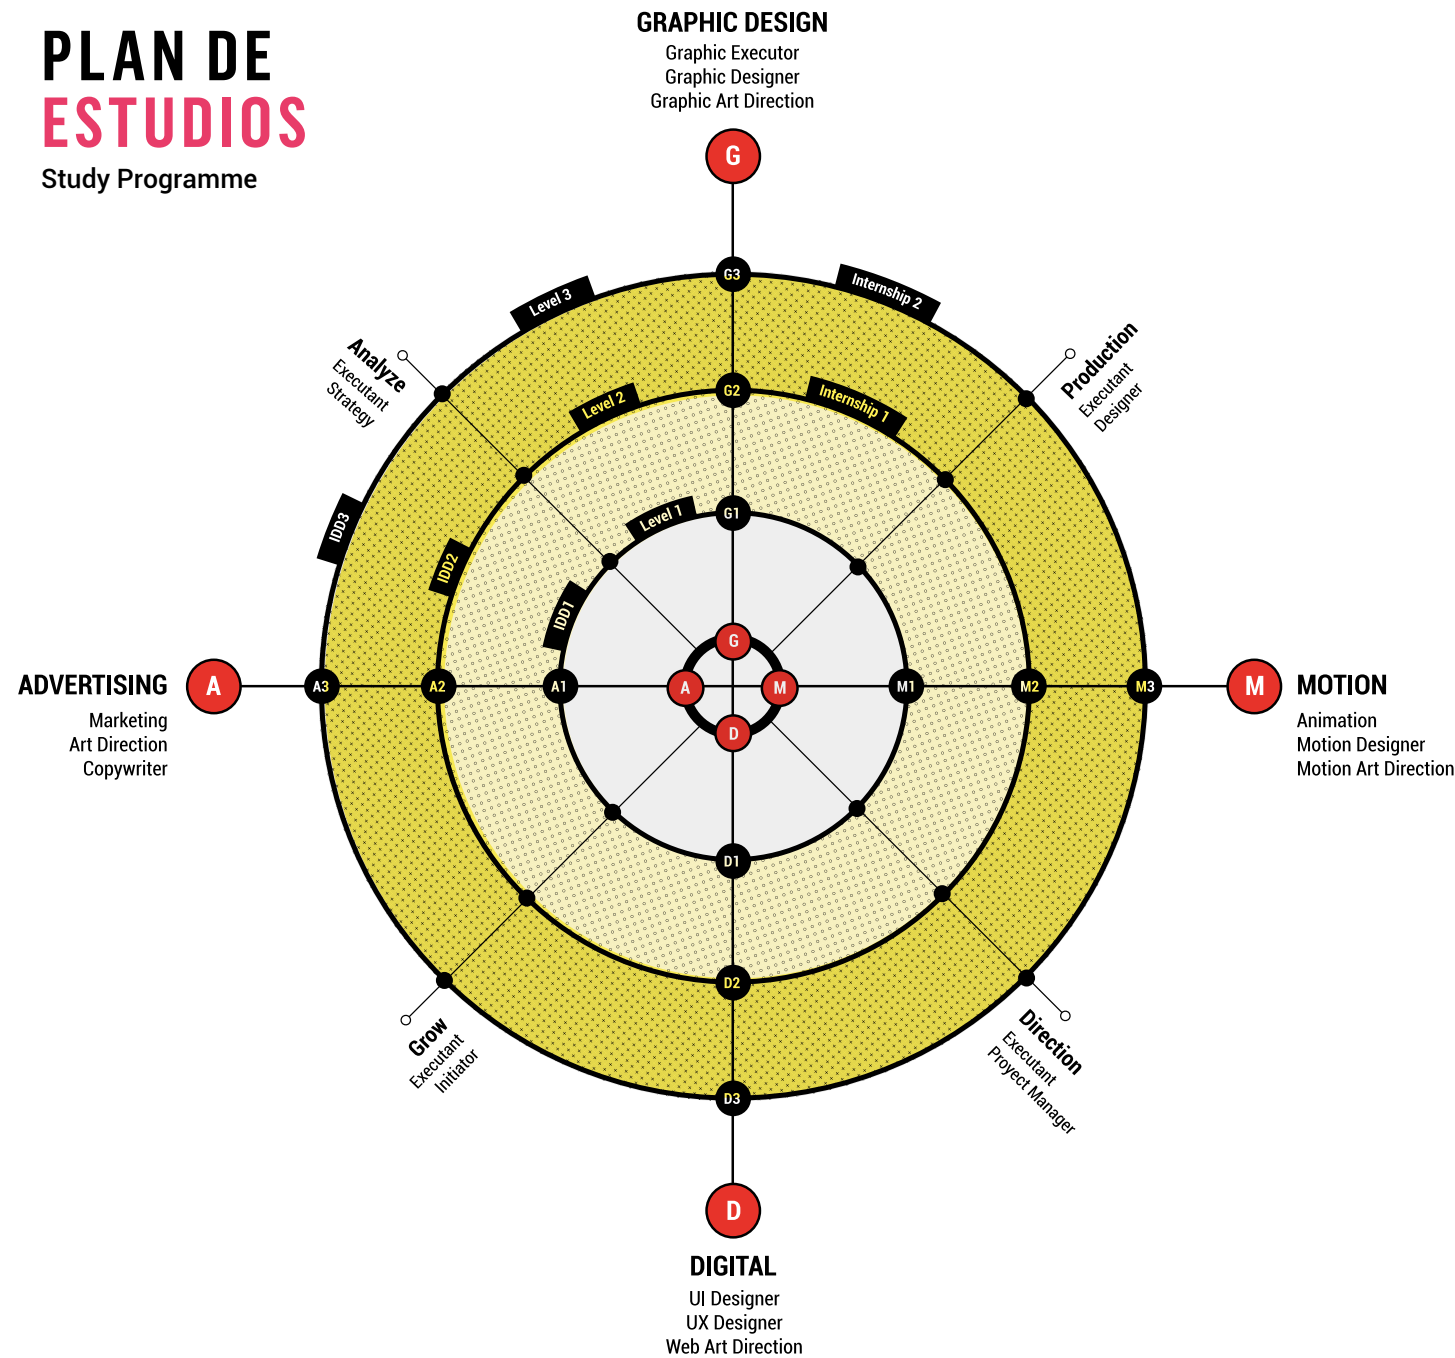 PLAN DE
ESTUDIOS
Study Programme
GRAPHIC DESIGN
Graphic Executor
Graphic Designer
Graphic Art Direction
G
G3
Level 3
Internship 2
Analyze
Executant
Strategy
Production
Executant
Designer
G2
Level 2
Internship 1
IDD3
IDD2
G1
Level 1
IDD1
G
A
M
D
ADVERTISING
Marketing
Art Direction
Copywriter
A
A3
A2
A1
M1
M2
M3
M
MOTION
Animation
Motion Designer
Motion Art Direction
D1
D2
D3
Grow
Executant
Initiator
Direction
Executant
Proyect Manager
D
DIGITAL
UI Designer
UX Designer
Web Art Direction